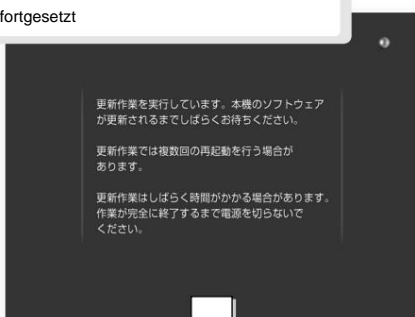 fortgesetzt
更新作業を実行しています。本機のソフトウェア
が更新されるまでしばらくお待ちください。
更新作業では複数回の再起動を行う場合が
あります。
更新作業はしばらく時間がかかる場合があります。
作業が完全に終了するまで電源を切らないで
ください。